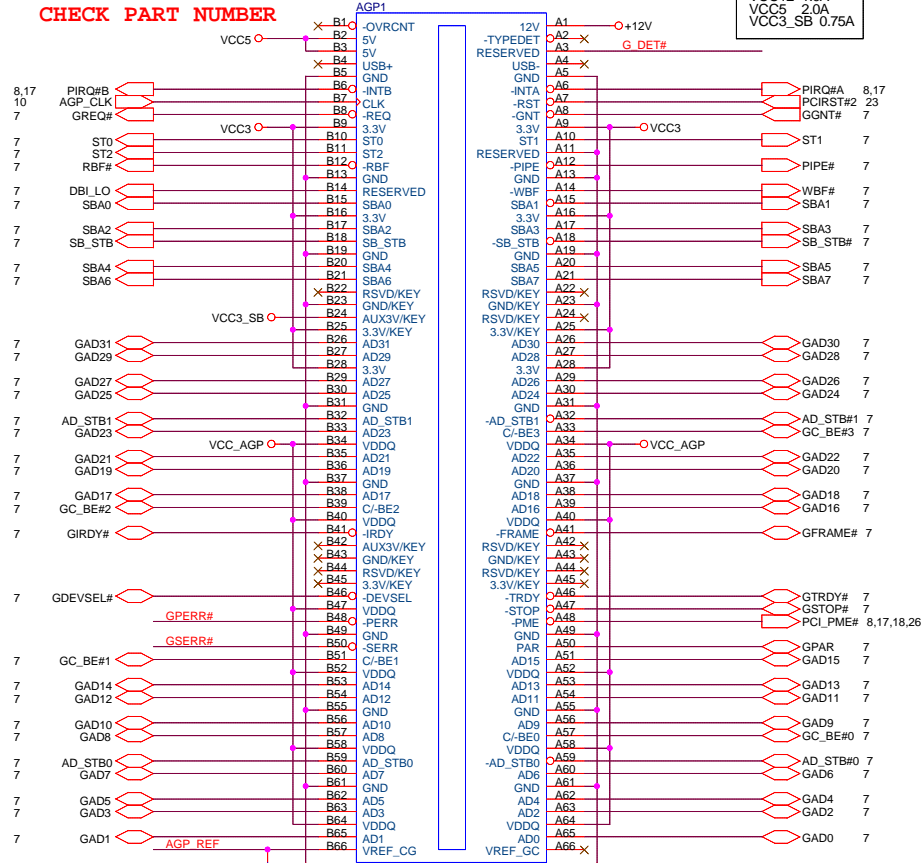 CHECK PART NUMBER
AGP1
VCC5 2.0A
VCC3_SB 0.75A
B1 -OVRCNT 12V A1 +12V
VCC5 B2 5V -TYPEDET A2
B3 5V RESERVED A3 G_DET#
B4 USB+ USB- A4
B5 GND GND A5
8,17 PIRQ#B B6 -INTB -INTA A6 PIRQ#A 8,17
10 AGP_CLK B7 CLK -RST A7 PCIRST#2 23
7 GREQ# B8 -REQ -GNT A8 GGNT# 7
VCC3 B9 3.3V 3.3V A9 VCC3
7 ST0 B10 ST0 ST1 A10 ST1 7
7 ST2 B11 ST2 RESERVED A11
7 RBF# B12 -RBF -PIPE A12 PIPE# 7
B13 GND GND A13
7 DBI_LO B14 RESERVED -WBF A14 WBF# 7
7 SBA0 B15 SBA0 SBA1 A15 SBA1 7
B16 3.3V 3.3V A16
7 SBA2 B17 SBA2 SBA3 A17 SBA3 7
7 SB_STB B18 SB_STB -SB_STB A18 SB_STB# 7
B19 GND GND A19
7 SBA4 B20 SBA4 SBA5 A20 SBA5 7
7 SBA6 B21 SBA6 SBA7 A21 SBA7 7
B22 RSVD/KEY RSVD/KEY A22
B23 GND/KEY GND/KEY A23
VCC3_SB B24 AUX3V/KEY RSVD/KEY A24
B25 3.3V/KEY 3.3V/KEY A25
7 GAD31 B26 AD31 AD30 A26 GAD30 7
7 GAD29 B27 AD29 AD28 A27 GAD28 7
B28 3.3V 3.3V A28
7 GAD27 B29 AD27 AD26 A29 GAD26 7
7 GAD25 B30 AD25 AD24 A30 GAD24 7
B31 GND GND A31
7 AD_STB1 B32 AD_STB1 -AD_STB1 A32 AD_STB#1 7
7 GAD23 B33 AD23 C/-BE3 A33 GC_BE#3 7
VCC_AGP B34 VDDQ VDDQ A34 VCC_AGP
7 GAD21 B35 AD21 AD22 A35 GAD22 7
7 GAD19 B36 AD19 AD20 A36 GAD20 7
B37 GND GND A37
7 GAD17 B38 AD17 AD18 A38 GAD18 7
7 GC_BE#2 B39 C/-BE2 AD16 A39 GAD16 7
B40 VDDQ VDDQ A40
7 GIRDY# B41 -IRDY -FRAME A41 GFRAME# 7
B42 AUX3V/KEY RSVD/KEY A42
B43 GND/KEY GND/KEY A43
B44 RSVD/KEY RSVD/KEY A44
B45 3.3V/KEY 3.3V/KEY A45
7 GDEVSEL# B46 -DEVSEL -TRDY A46 GTRDY# 7
B47 VDDQ -STOP A47 GSTOP# 7
GPERR# B48 -PERR -PME A48 PCI_PME# 8,17,18,26
B49 GND GND A49
GSERR# B50 -SERR PAR A50 GPAR 7
7 GC_BE#1 B51 C/-BE1 AD15 A51 GAD15 7
B52 VDDQ VDDQ A52
7 GAD14 B53 AD14 AD13 A53 GAD13 7
7 GAD12 B54 AD12 AD11 A54 GAD11 7
B55 GND GND A55
7 GAD10 B56 AD10 AD9 A56 GAD9 7
7 GAD8 B57 AD8 C/-BE0 A57 GC_BE#0 7
B58 VDDQ VDDQ A58
7 AD_STB0 B59 AD_STB0 -AD_STB0 A59 AD_STB#0 7
7 GAD7 B60 AD7 AD6 A60 GAD6 7
B61 GND GND A61
7 GAD5 B62 AD5 AD4 A62 GAD4 7
7 GAD3 B63 AD3 AD2 A63 GAD2 7
B64 VDDQ VDDQ A64
7 GAD1 B65 AD1 AD0 A65 GAD0 7
AGP_REF B66 VREF_CG VREF_GC A66